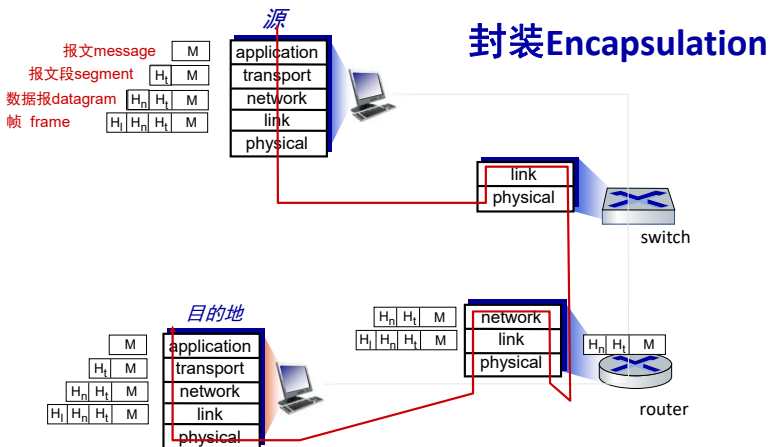 源
封装Encapsulation
报文message M
报文段segment Ht M
数据报datagram Hn Ht M
帧 frame Hl Hn Ht M
application
transport
network
link
physical
link
physical
switch
目的地
M
Ht M
Hn Ht M
Hl Hn Ht M
application
transport
network
link
physical
Hn Ht M
Hl Hn Ht M
network
link
physical
Hn Ht M
router